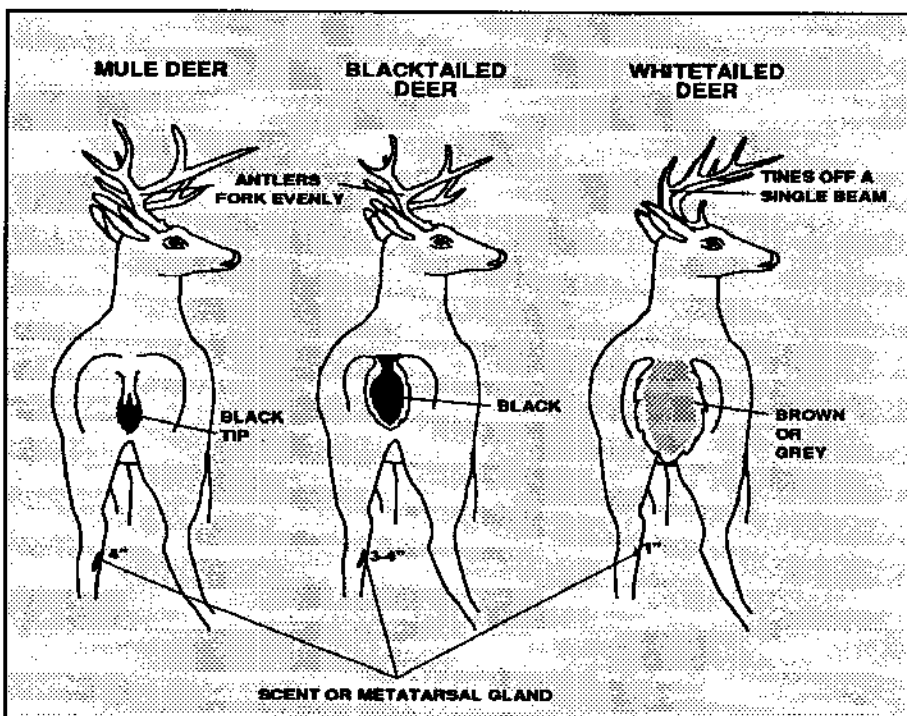 MULE DEER
BLACKTAILED
DEER
WHITETAILED
DEER
ANTLERS
FORK EVENLY
TINES OFF A
SINGLE BEAM
BLACK
TIP
BLACK
BROWN
OR
GREY
4"
3-4"
1"
SCENT OR METATARSAL GLAND